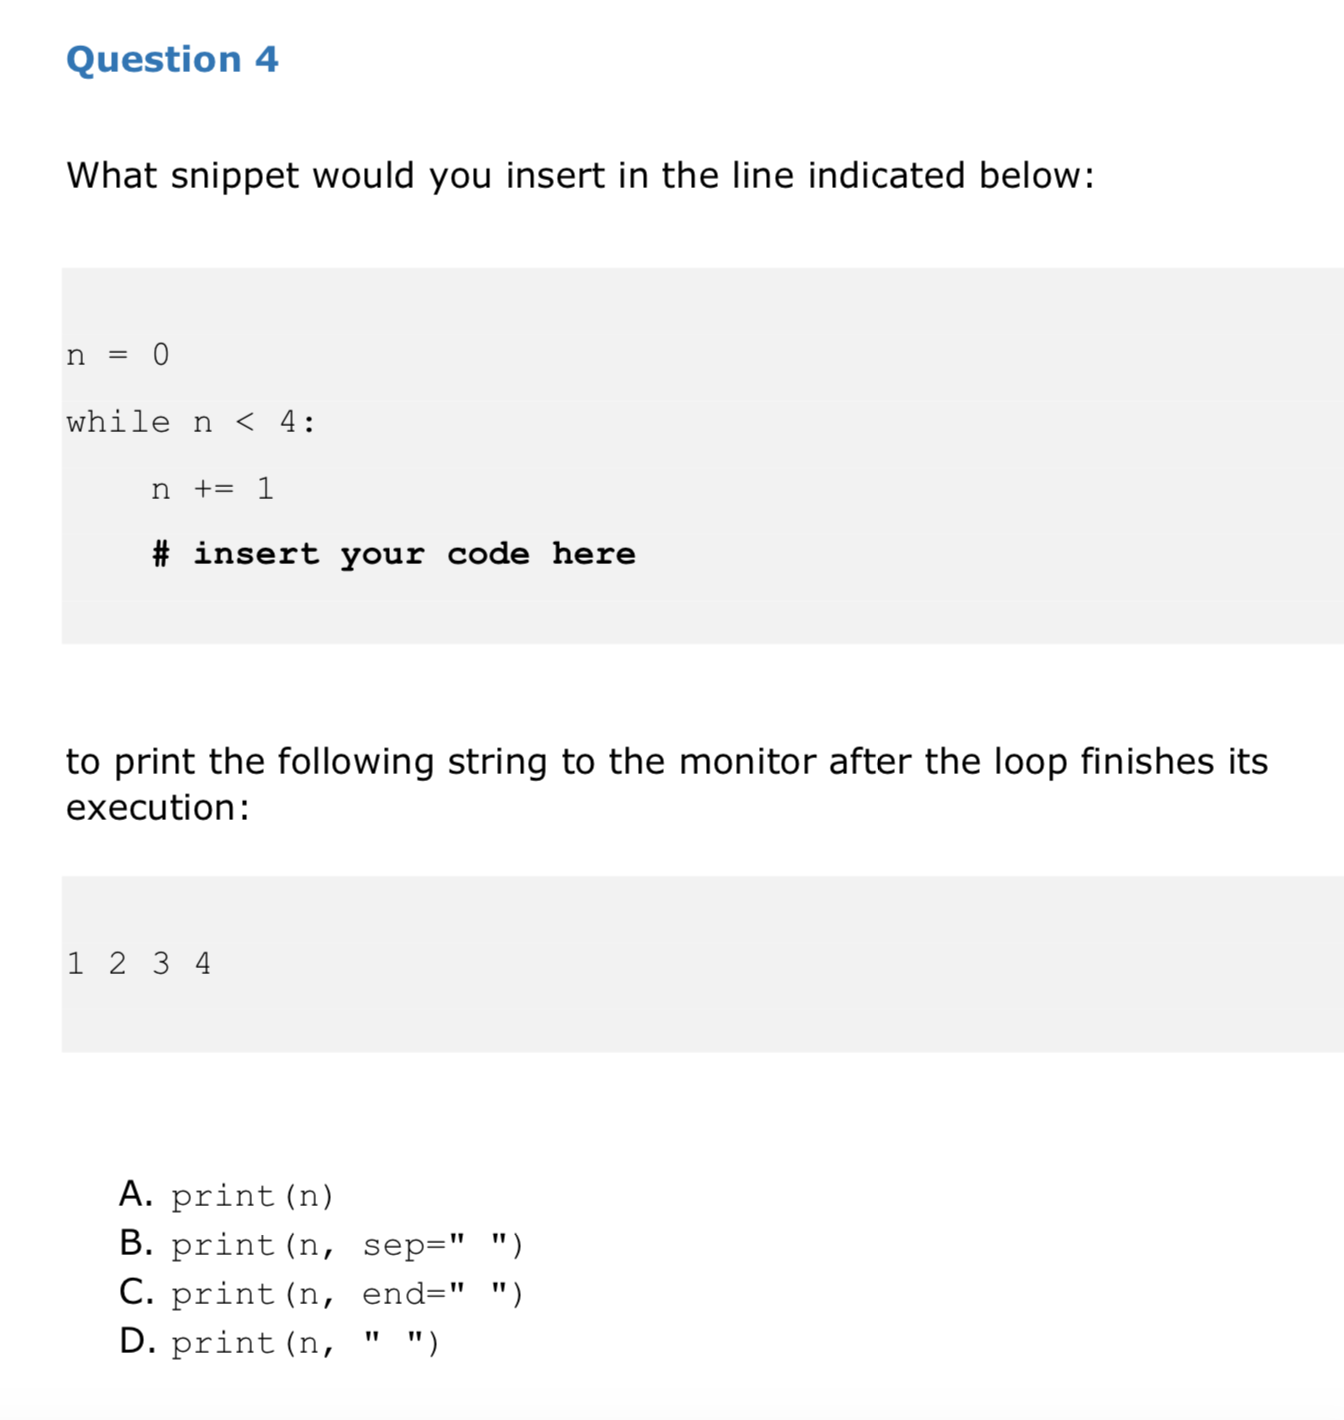 Question 4
What snippet would you insert in the line indicated below:
n = 0
while n < 4:
    n += 1
    # insert your code here
to print the following string to the monitor after the loop finishes its
execution:
1 2 3 4
A. print(n)
B. print(n, sep=" ")
C. print(n, end=" ")
D. print(n, " ")